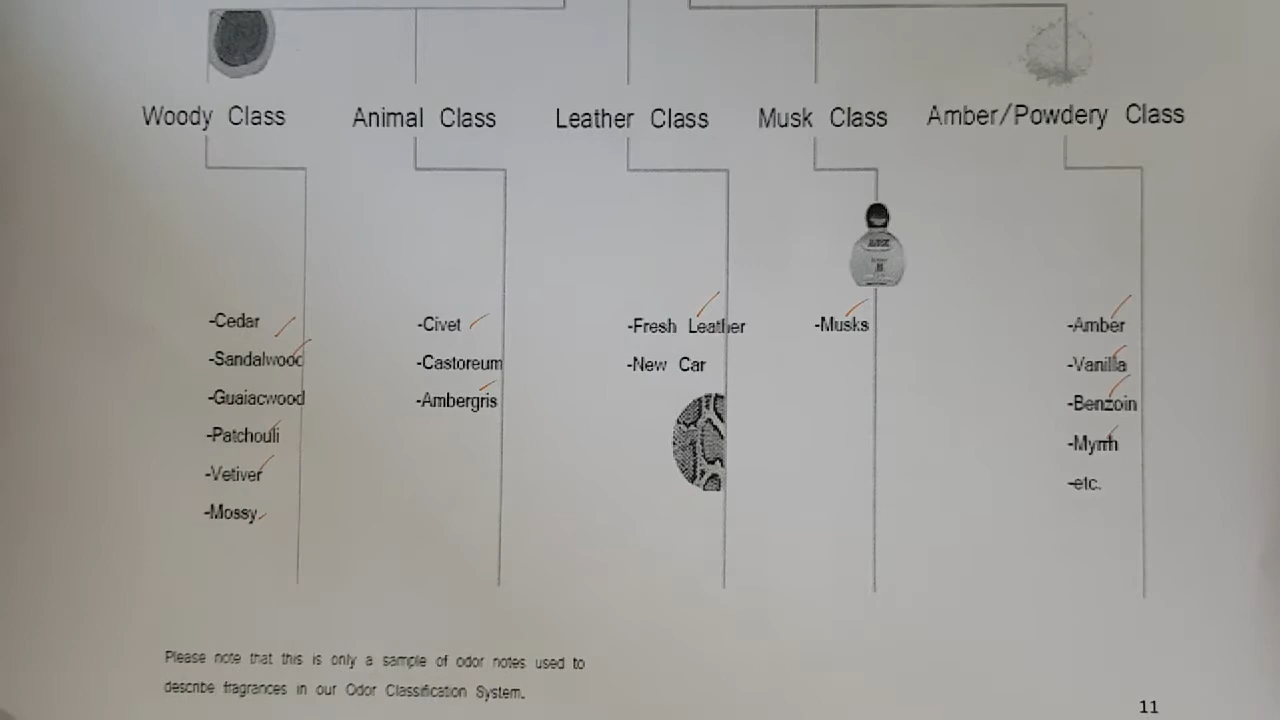 Woody Class
Animal Class
Leather Class
Musk Class
Amber/Powdery Class
-Cedar
-Sandalwood
-Guaiacwood
-Patchouli
-Vetiver
-Mossy
-Civet
-Castoreum
-Ambergris
-Fresh Leather
-New Car
-Musks
-Amber
-Vanilla
-Benzoin
-Myrrh
-etc.
Please note that this is only a sample of odor notes used to
describe fragrances in our Odor Classification System.
11